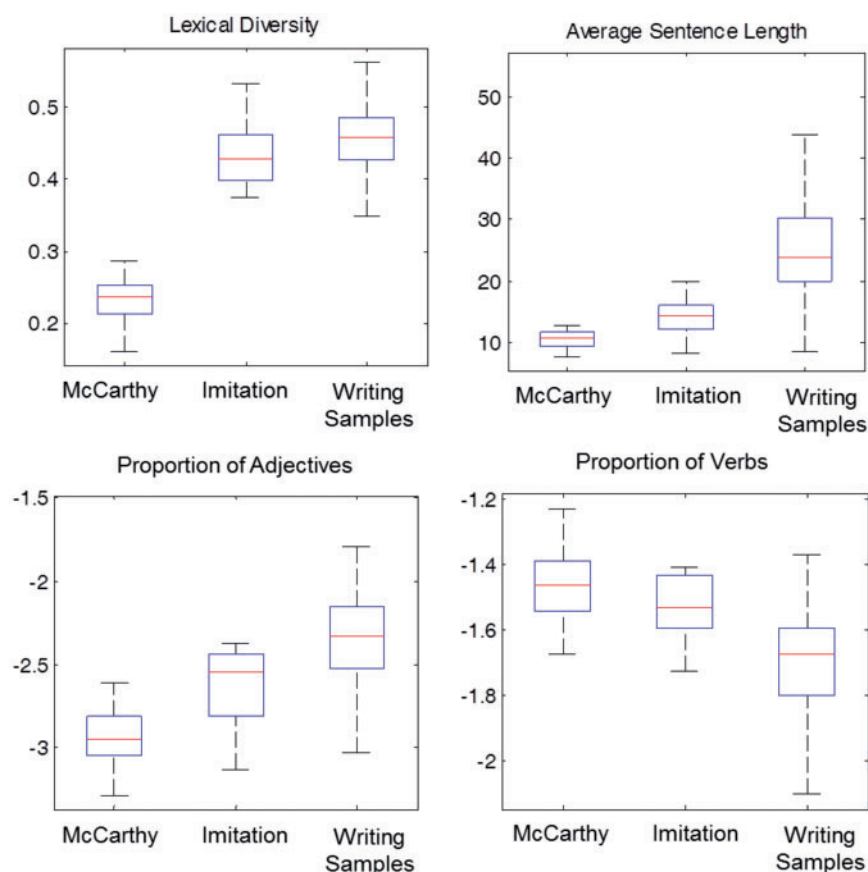 Lexical Diversity
0.5
0.4
0.3
0.2
McCarthy Imitation Writing
Samples
Average Sentence Length
50
40
30
20
10
McCarthy Imitation Writing
Samples
Proportion of Adjectives
-1.5
-2
-2.5
-3
McCarthy Imitation Writing
Samples
Proportion of Verbs
-1.2
-1.4
-1.6
-1.8
-2
McCarthy Imitation Writing
Samples